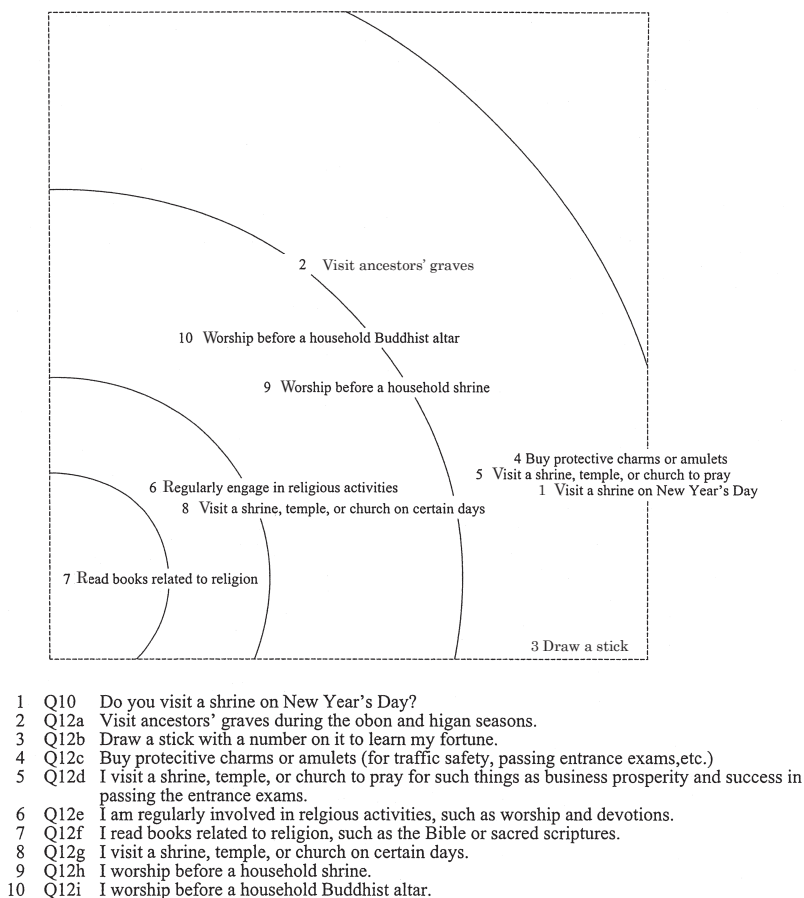 2 Visit ancestors' graves
10 Worship before a household Buddhist altar
9 Worship before a household shrine
4 Buy protective charms or amulets
5 Visit a shrine, temple, or church to pray
6 Regularly engage in religious activities
1 Visit a shrine on New Year's Day
8 Visit a shrine, temple, or church on certain days
7 Read books related to religion
3 Draw a stick
1 Q10 Do you visit a shrine on New Year's Day?
2 Q12a Visit ancestors' graves during the obon and higan seasons.
3 Q12b Draw a stick with a number on it to learn my fortune.
4 Q12c Buy protecitive charms or amulets (for traffic safety, passing entrance exams,etc.)
5 Q12d I visit a shrine, temple, or church to pray for such things as business prosperity and success in
passing the entrance exams.
6 Q12e I am regularly involved in relgious activities, such as worship and devotions.
7 Q12f I read books related to religion, such as the Bible or sacred scriptures.
8 Q12g I visit a shrine, temple, or church on certain days.
9 Q12h I worship before a household shrine.
10 Q12i I worship before a household Buddhist altar.